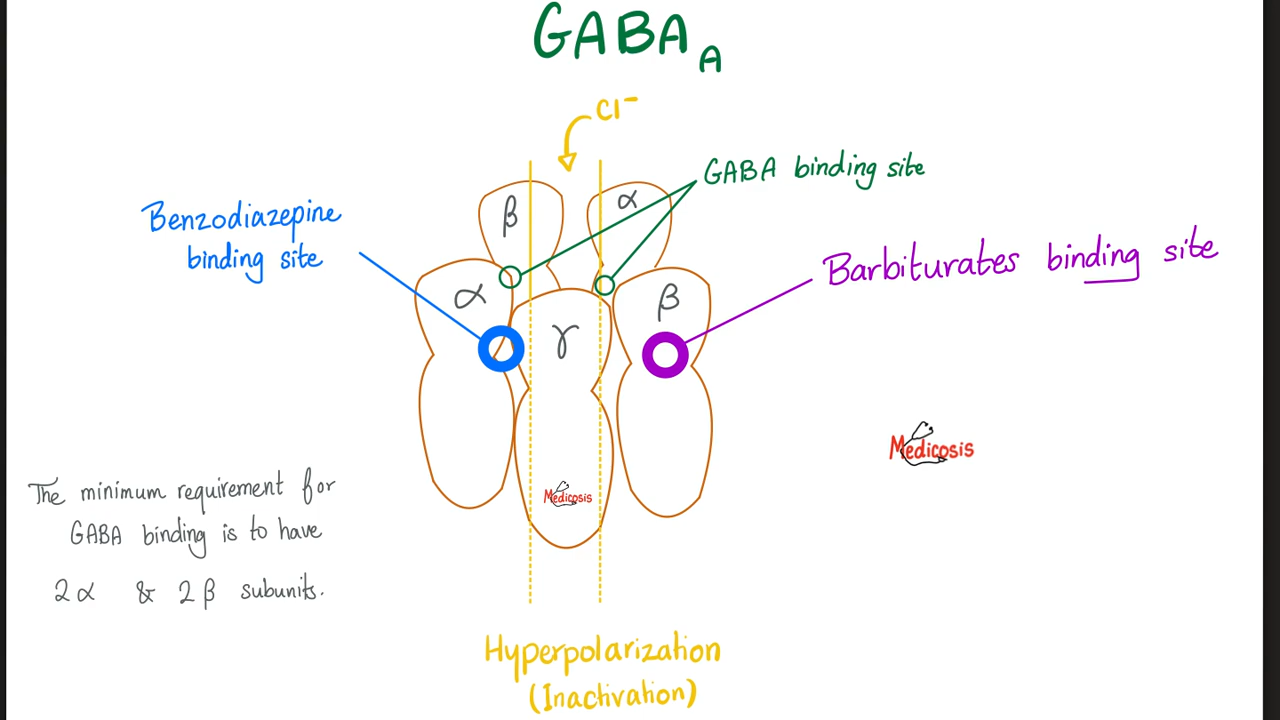 GABA A
Cl⁻
GABA binding site
Benzodiazepine
binding site
Barbiturates binding site
β
α
α
β
γ
Medicosis
Medicosis
The minimum requirement for
GABA binding is to have
2α & 2β subunits.
Hyperpolarization
(Inactivation)